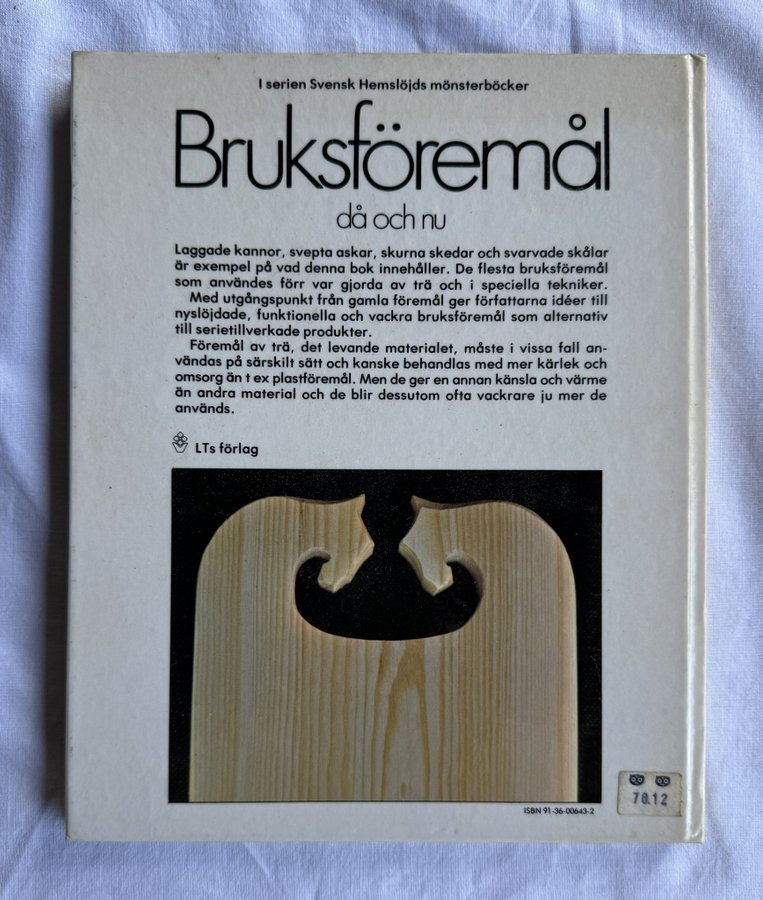 I serien Svensk Hemslöjds mönsterböcker
Bruksföremål
då och nu
Laggade kannor, svepta askar, skurna skedar och svarvade skålar
är exempel på vad denna bok innehåller. De flesta bruksföremål
som användes förr var gjorda av trä och i speciella tekniker.
Med utgångspunkt från gamla föremål ger författarna idéer till
nyslöjdade, funktionella och vackra bruksföremål som alternativ
till serietillverkade produkter.
Föremål av trä, det levande materialet, måste i vissa fall an-
vändas på särskilt sätt och kanske behandlas med mer kärlek och
omsorg än t ex plastföremål. Men de ger en annan känsla och värme
än andra material och de blir dessutom ofta vackrare ju mer de
används.
LTs förlag
ISBN 91-36-00643-2
78.12